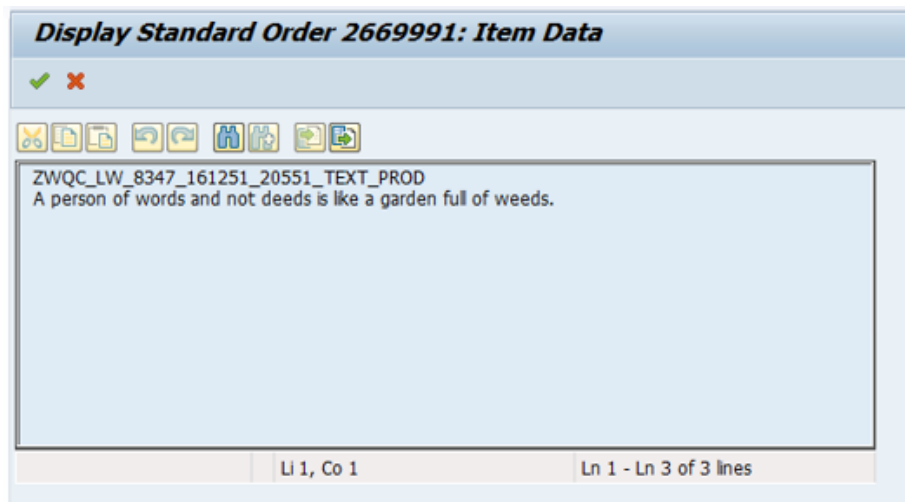 Display Standard Order 2669991: Item Data
ZWQC_LW_8347_161251_20551_TEXT_PROD
A person of words and not deeds is like a garden full of weeds.
Li 1, Co 1
Ln 1 - Ln 3 of 3 lines